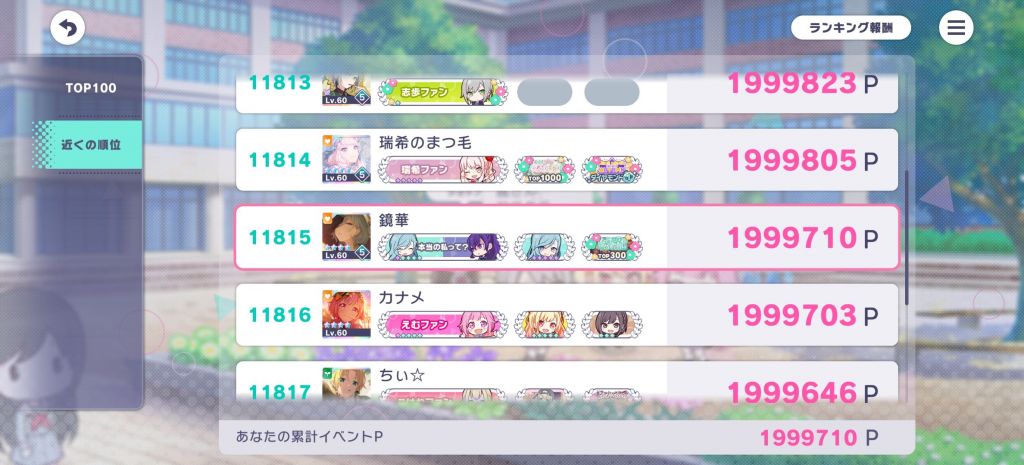 ランキング報酬
TOP100
近くの順位
11813
Lv.60
5
志歩ファン
1999823 P
11814
Lv.60
5
瑞希のまつ毛
瑞希ファン
TOP1000
1999805 P
11815
Lv.60
5
鏡華
本当の私って?
TOP300
1999710 P
11816
Lv.60
カナメ
えむファン
1999703 P
11817
ちぃ☆
1999646 P
あなたの累計イベントP
1999710 P